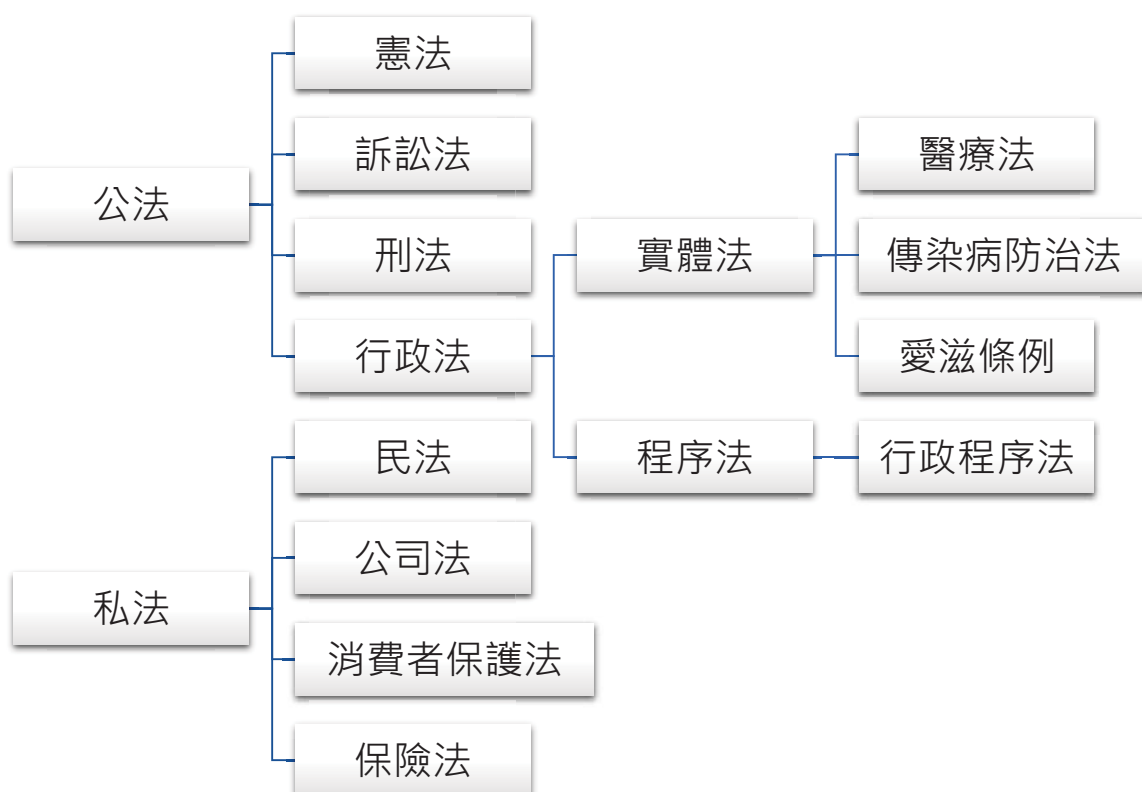 公法
憲法
訴訟法
刑法
行政法
實體法
醫療法
傳染病防治法
愛滋條例
程序法
行政程序法
私法
民法
公司法
消費者保護法
保險法